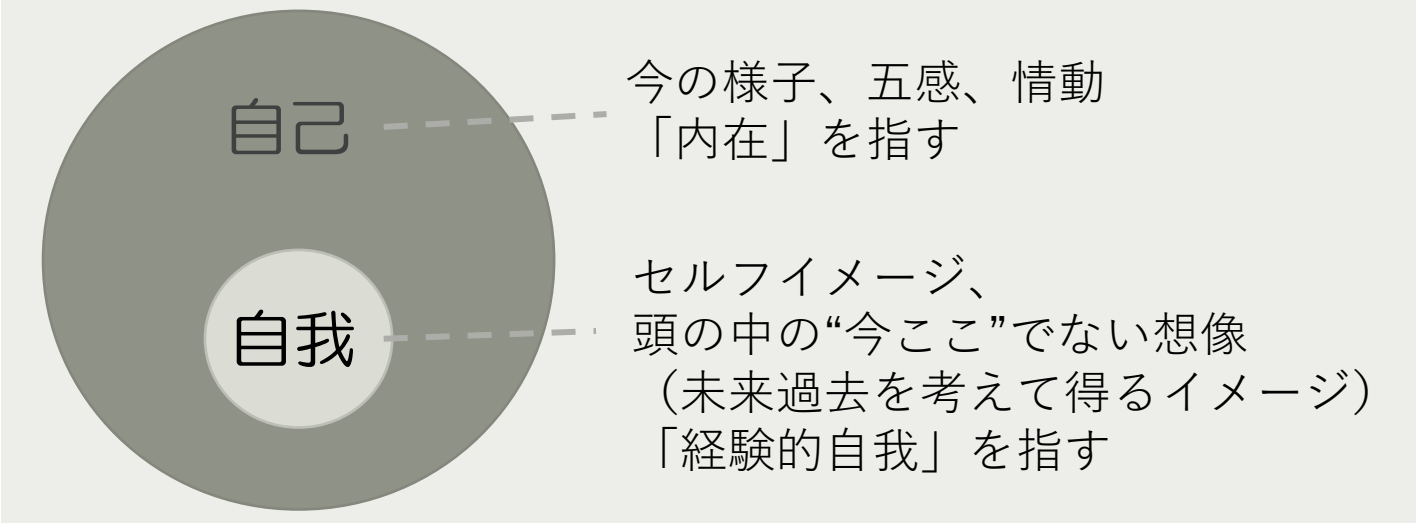 自己
今の様子、五感、情動
「内在」を指す
自我
セルフイメージ、
頭の中の“今ここ”でない想像
（未来過去を考えて得るイメージ）
「経験的自我」を指す